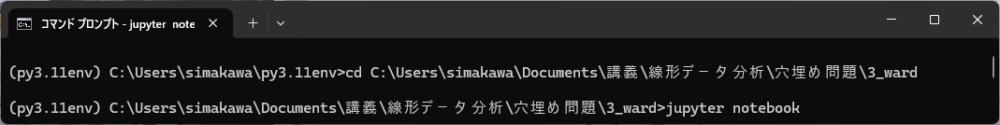 コマンド プロンプト - jupyter note
(py3.11env) C:\Users\simakawa\py3.11env>cd C:\Users\simakawa\Documents\講義\線形データ分析\穴埋め問題\3_ward
(py3.11env) C:\Users\simakawa\Documents\講義\線形データ分析\穴埋め問題\3_ward>jupyter notebook